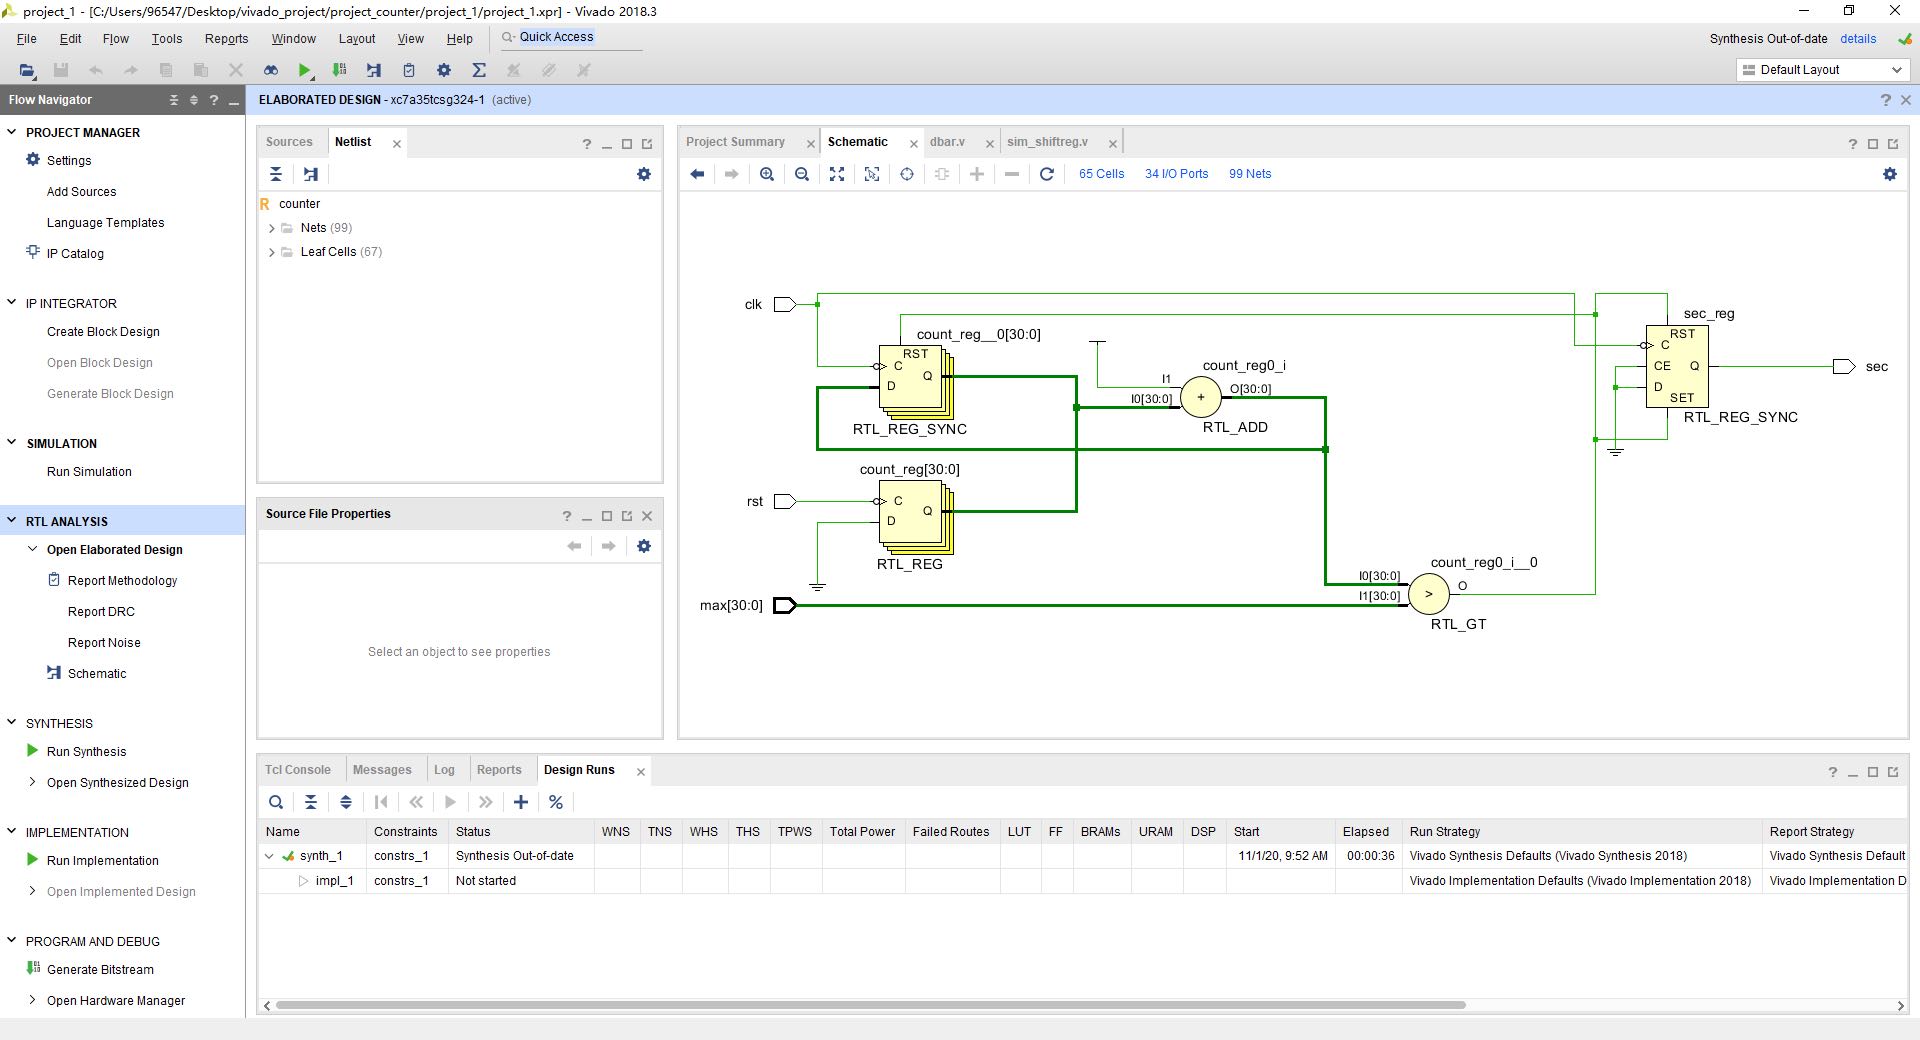 project_1 - [C:/Users/96547/Desktop/vivado_project/project_counter/project_1/project_1.xpr] - Vivado 2018.3
File Edit Flow Tools Reports Window Layout View Help Quick Access
Synthesis Out-of-date details
Default Layout
Flow Navigator
ELABORATED DESIGN - xc7a35tcsg324-1 (active)
PROJECT MANAGER
Settings
Add Sources
Language Templates
IP Catalog
IP INTEGRATOR
Create Block Design
Open Block Design
Generate Block Design
SIMULATION
Run Simulation
RTL ANALYSIS
Open Elaborated Design
Report Methodology
Report DRC
Report Noise
Schematic
SYNTHESIS
Run Synthesis
Open Synthesized Design
IMPLEMENTATION
Run Implementation
Open Implemented Design
PROGRAM AND DEBUG
Generate Bitstream
Open Hardware Manager
Sources Netlist
R counter
Nets (99)
Leaf Cells (67)
Source File Properties
Select an object to see properties
Project Summary Schematic dbar.v sim_shiftreg.v
65 Cells 34 I/O Ports 99 Nets
clk
count_reg__0[30:0]
RST
C
D
Q
RTL_REG_SYNC
count_reg[30:0]
rst
C
D
Q
RTL_REG
max[30:0]
count_reg0_i
I1
I0[30:0]
+
O[30:0]
RTL_ADD
count_reg0_i__0
I0[30:0]
I1[30:0]
>
O
RTL_GT
sec_reg
RST
C
CE
Q
D
SET
RTL_REG_SYNC
sec
Tcl Console Messages Log Reports Design Runs
Name Constraints Status WNS TNS WHS THS TPWS Total Power Failed Routes LUT FF BRAMs URAM DSP Start Elapsed Run Strategy Report Strategy
synth_1 constrs_1 Synthesis Out-of-date 11/1/20, 9:52 AM 00:00:36 Vivado Synthesis Defaults (Vivado Synthesis 2018) Vivado Synthesis Default
impl_1 constrs_1 Not started Vivado Implementation Defaults (Vivado Implementation 2018) Vivado Implementation D